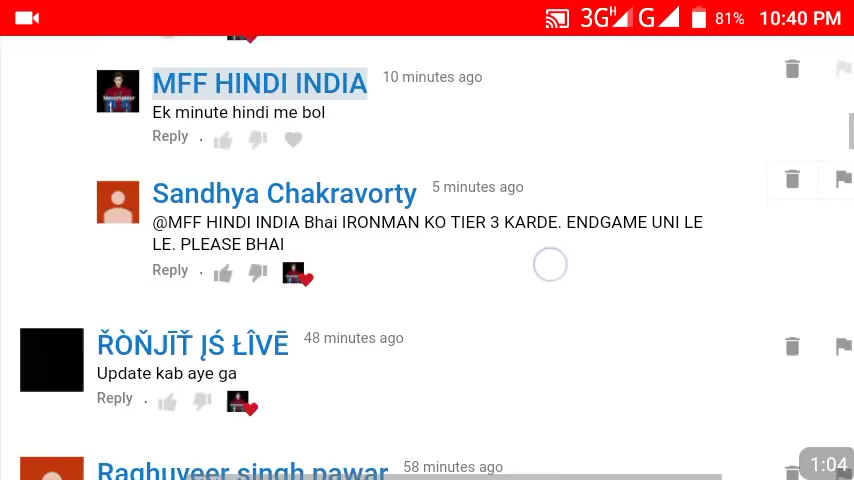 3G H G 81% 10:40 PM
MFF HINDI INDIA 10 minutes ago
Ek minute hindi me bol
Reply .
Sandhya Chakravorty 5 minutes ago
@MFF HINDI INDIA Bhai IRONMAN KO TIER 3 KARDE. ENDGAME UNI LE
LE. PLEASE BHAI
Reply .
ŘÒŇJĪŤ ĮŚ ŁÎVĒ 48 minutes ago
Update kab aye ga
Reply .
Raghuveer singh pawar 58 minutes ago
1:04